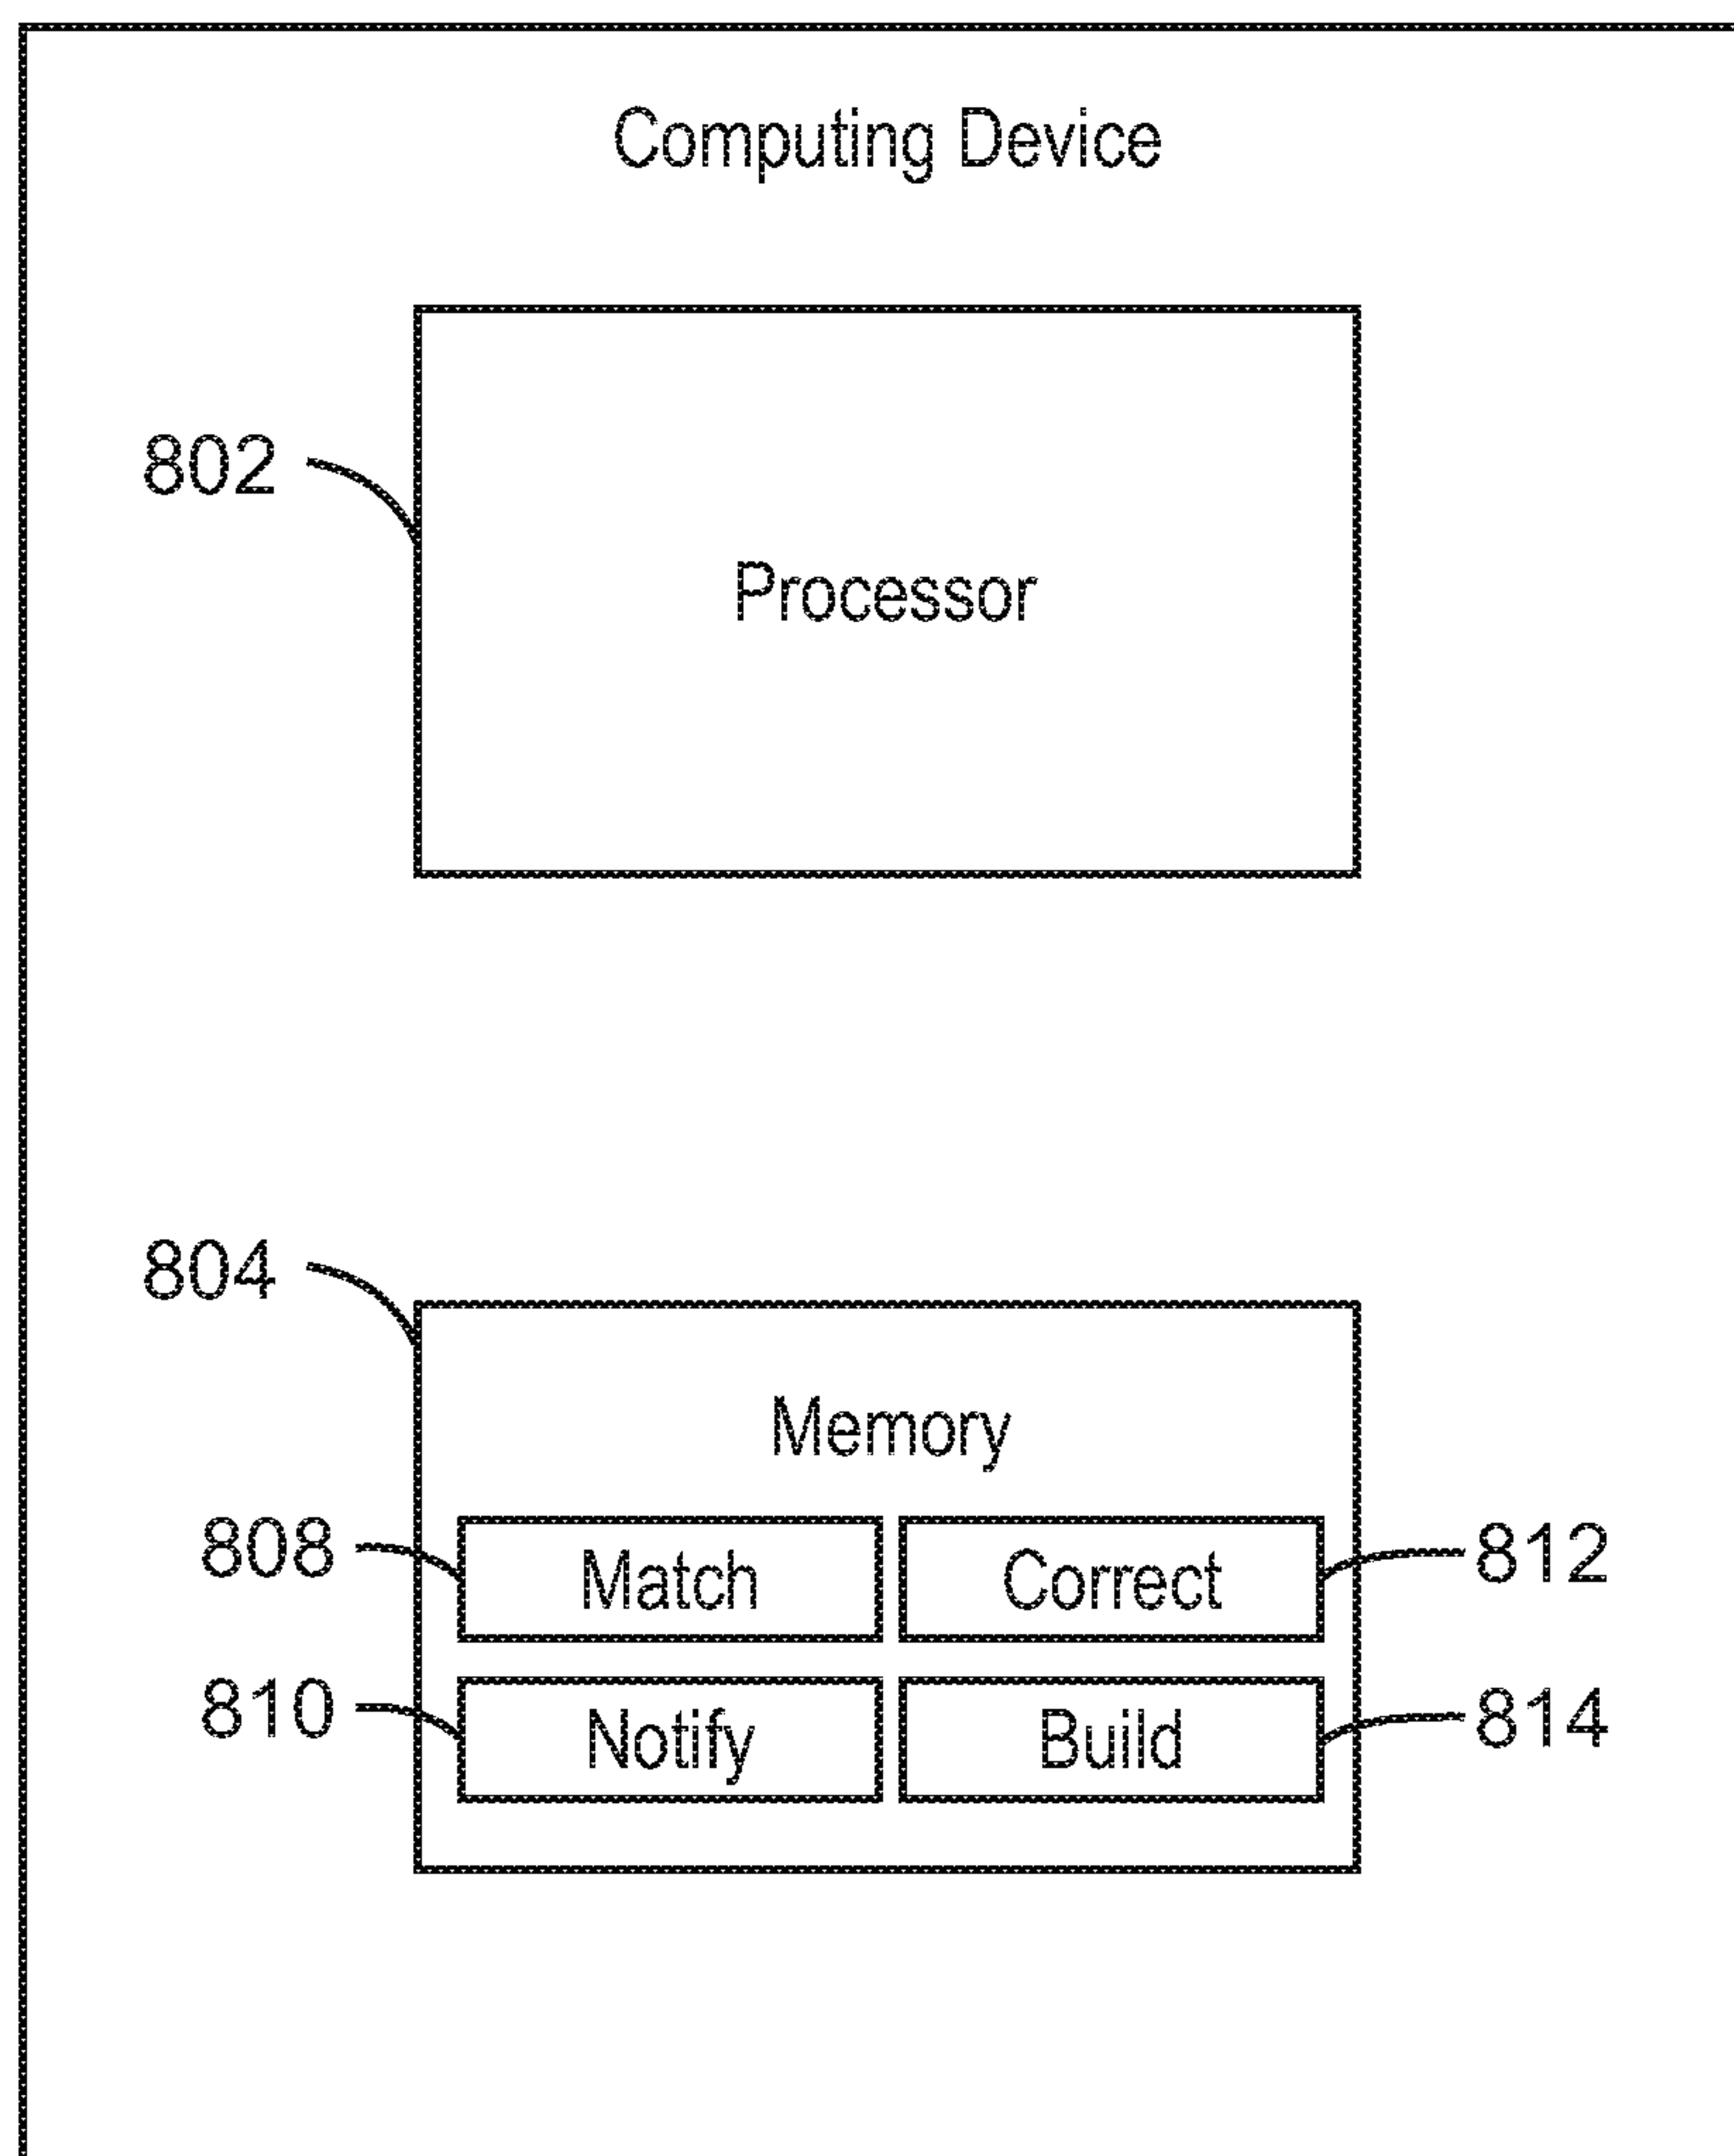 Computing Device
802
Processor
804
Memory
808 Match Correct 812
810 Notify Build 814